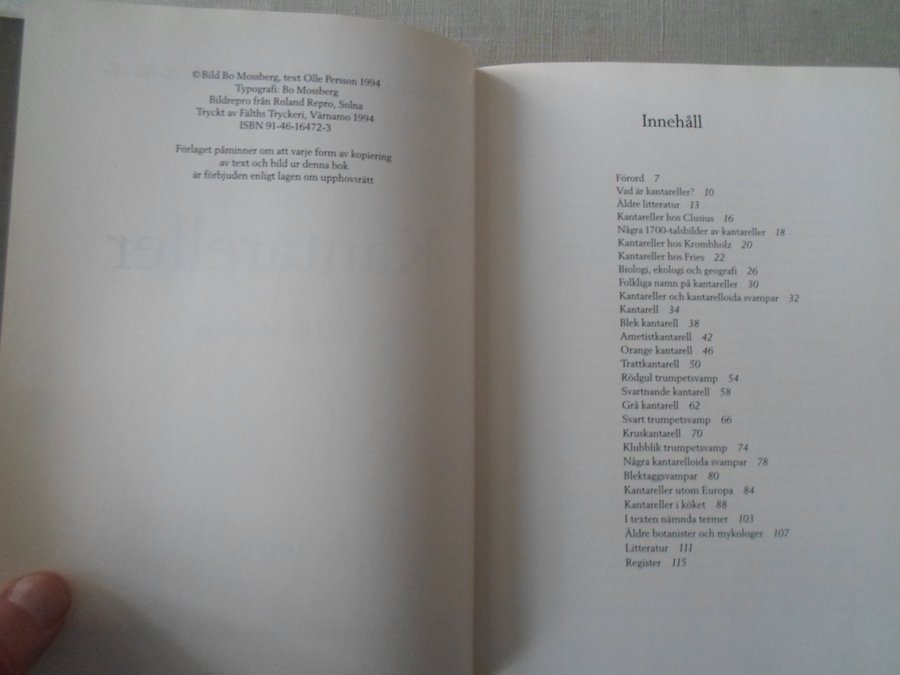 © Bild Bo Mossberg, text Olle Persson 1994
Typografi: Bo Mossberg
Bildrepro från Roland Repro, Solna
Tryckt av Fälths Tryckeri, Värnamo 1994
ISBN 91-46-16472-3
Förlaget påminner om att varje form av kopiering
av text och bild ur denna bok
är förbjuden enligt lagen om upphovsrätt
Innehåll
Förord 7
Vad är kantareller? 10
Äldre litteratur 13
Kantareller hos Clusius 16
Några 1700-talsbilder av kantareller 18
Kantareller hos Krombholz 20
Kantareller hos Fries 22
Biologi, ekologi och geografi 26
Folkliga namn på kantareller 30
Kantareller och kantarelloida svampar 32
Kantarell 34
Blek kantarell 38
Ametistkantarell 42
Orange kantarell 46
Trattkantarell 50
Rödgul trumpetsvamp 54
Svartnande kantarell 58
Grå kantarell 62
Svart trumpetsvamp 66
Kruskantarell 70
Klubblik trumpetsvamp 74
Några kantarelloida svampar 78
Blektaggsvampar 80
Kantareller utom Europa 84
Kantareller i köket 88
I texten nämnda termer 103
Äldre botanister och mykologer 107
Litteratur 111
Register 115